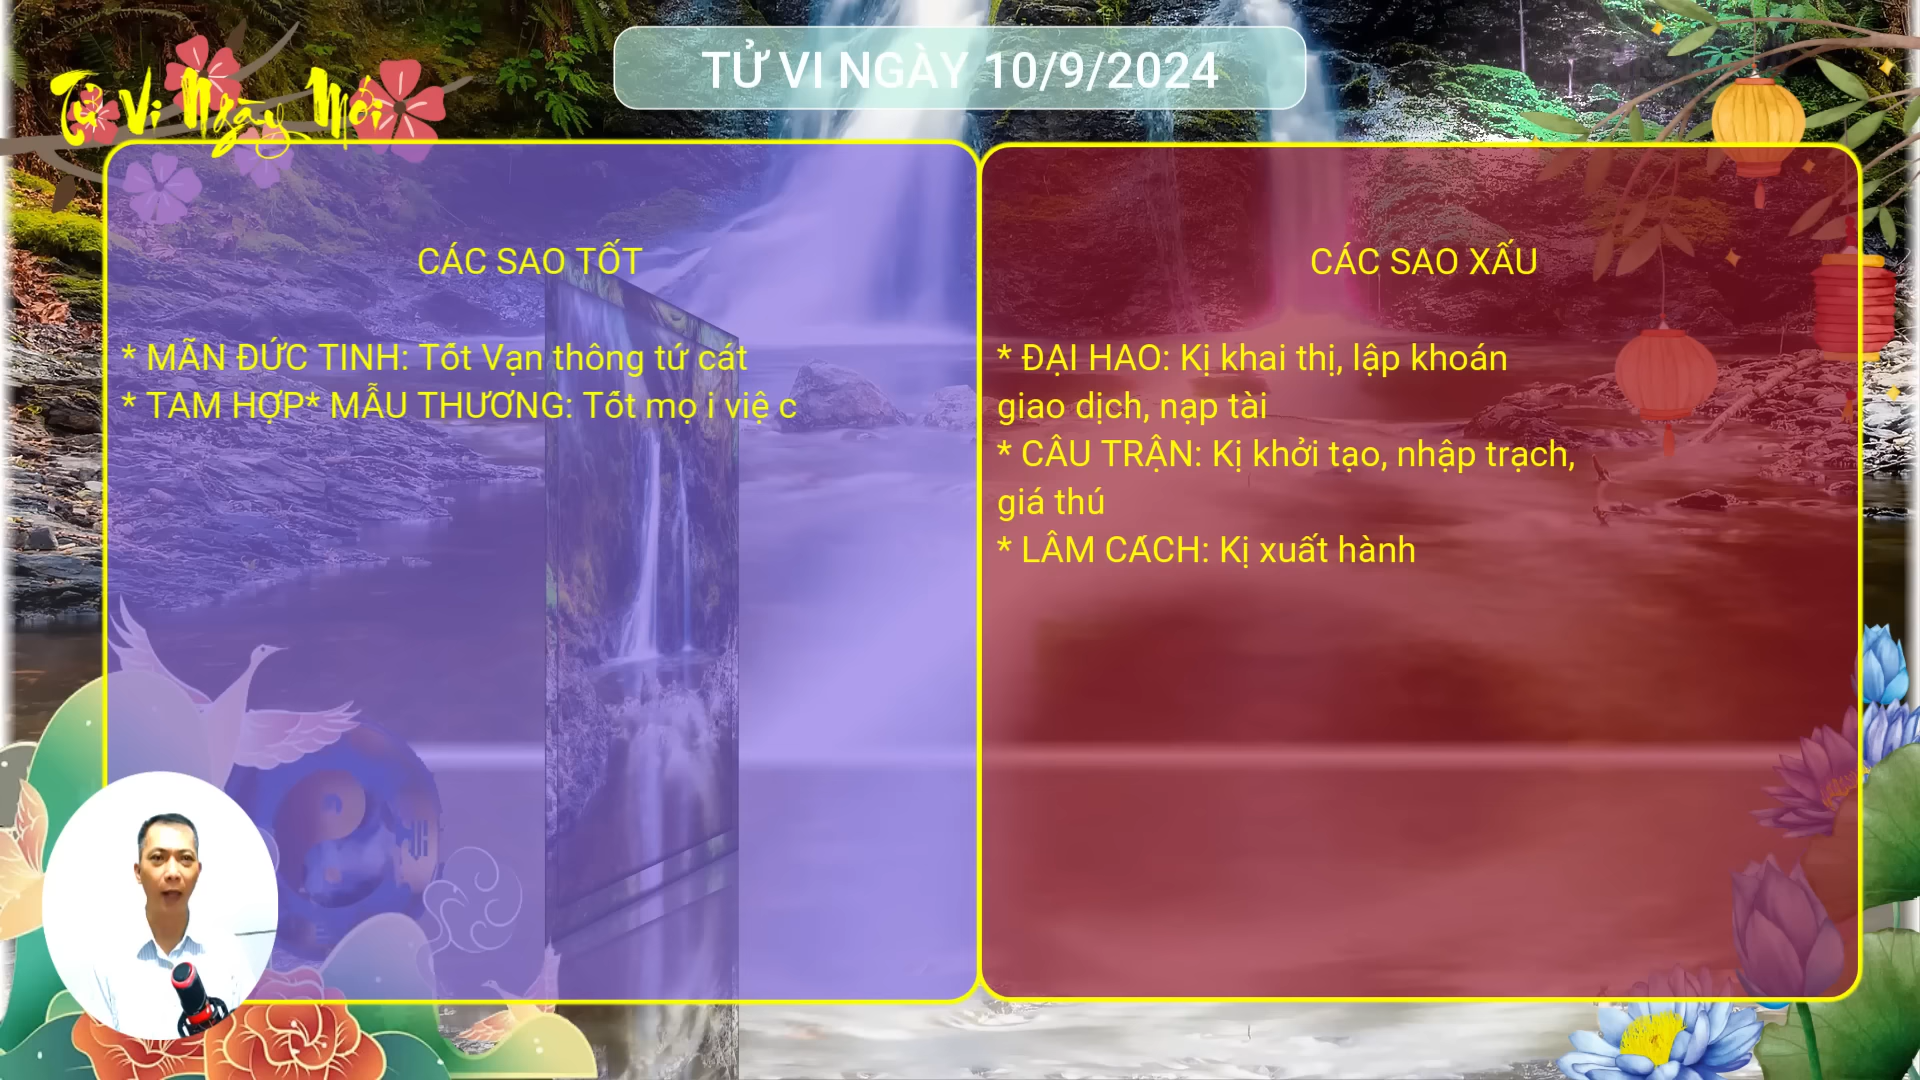 TỬ VI NGÀY 10/9/2024
Tử Vi Ngày Mới
CÁC SAO TỐT
* MÃN ĐỨC TINH: Tốt Vạn thông tứ cát
* TAM HỢP* MẪU THƯƠNG: Tốt mọ i việ c
CÁC SAO XẤU
* ĐẠI HAO: Kị khai thị, lập khoán
giao dịch, nạp tài
* CÂU TRẬN: Kị khởi tạo, nhập trạch,
giá thú
* LÂM CÁCH: Kị xuất hành